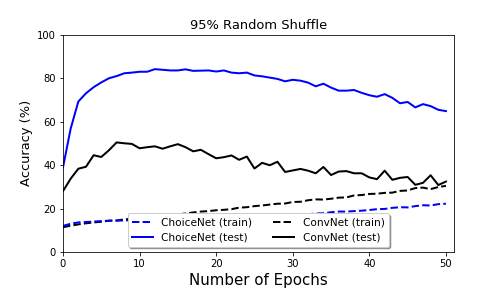 95% Random Shuffle
Accuracy (%)
100
80
60
40
20
0
ChoiceNet (train)
ChoiceNet (test)
ConvNet (train)
ConvNet (test)
0
10
20
30
40
50
Number of Epochs